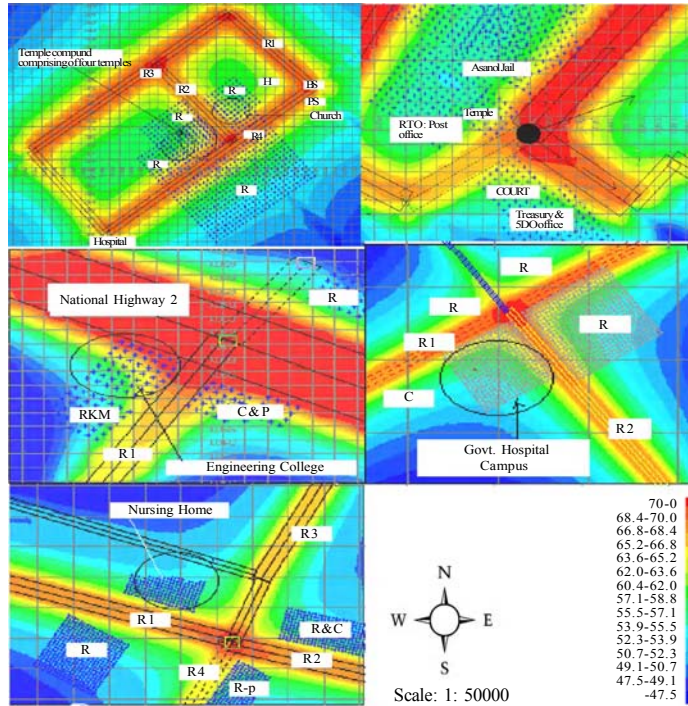 Temple compund
comprising of four temples
R1
R3
R2
H
R
BS
PS
Church
R
R4
R
R
Hospital
Asanol Jail
Temple
RTO: Post
office
COURT
Treasury &
5DO office
National Highway 2
R
RKM
C & P
R1
Engineering College
R
R
R
R1
C
R2
Govt. Hospital
Campus
Nursing Home
R3
R1
R&C
R
R2
R4
R-p
N
W
E
S
Scale: 1: 50000
70-0
68.4-70.0
66.8-68.4
65.2-66.8
63.6-65.2
62.0-63.6
60.4-62.0
57.1-58.8
55.5-57.1
53.9-55.5
52.3-53.9
50.7-52.3
49.1-50.7
47.5-49.1
-47.5